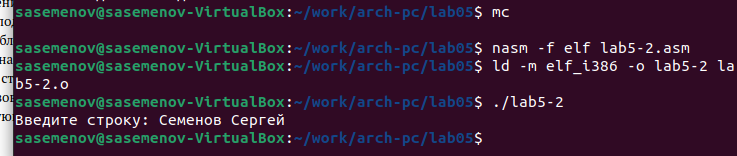 sasemenov@sasemenov-VirtualBox:~/work/arch-pc/lab05$ mc
sasemenov@sasemenov-VirtualBox:~/work/arch-pc/lab05$ nasm -f elf lab5-2.asm
sasemenov@sasemenov-VirtualBox:~/work/arch-pc/lab05$ ld -m elf_i386 -o lab5-2 la
b5-2.o
sasemenov@sasemenov-VirtualBox:~/work/arch-pc/lab05$ ./lab5-2
Введите строку: Семенов Сергей
sasemenov@sasemenov-VirtualBox:~/work/arch-pc/lab05$